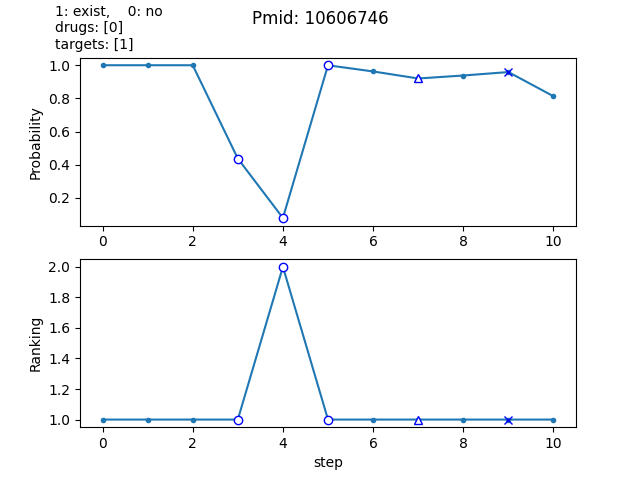 1: exist,    0: no
drugs: [0]
targets: [1]
Pmid: 10606746
1.0
0.8
0.6
0.4
0.2
Probability
0 2 4 6 8 10
2.0
1.8
1.6
1.4
1.2
1.0
Ranking
0 2 4 6 8 10
step